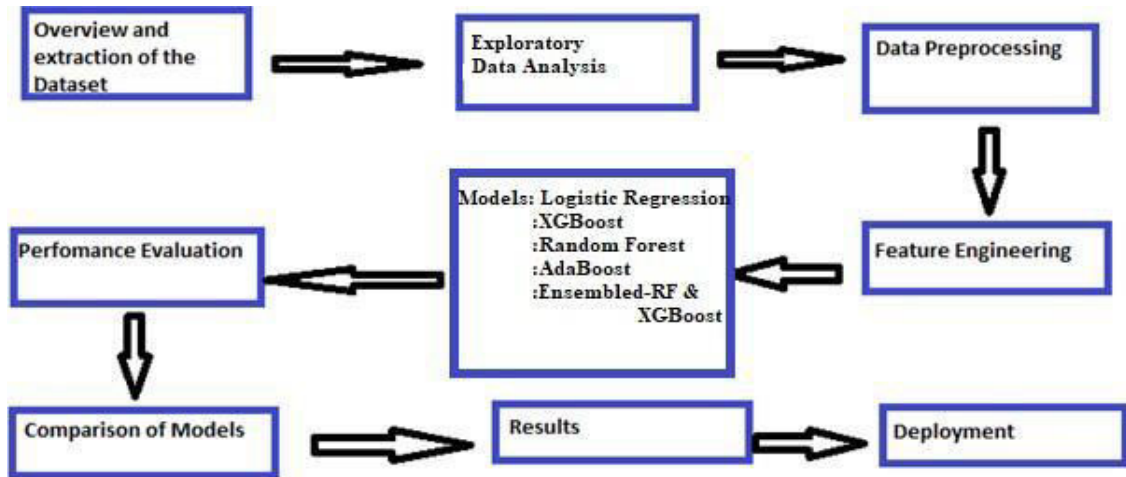 Overview and
extraction of the
Dataset
Exploratory
Data Analysis
Data Preprocessing
Feature Engineering
Models: Logistic Regression
:XGBoost
:Random Forest
:AdaBoost
:Ensembled-RF &
XGBoost
Perfomance Evaluation
Comparison of Models
Results
Deployment